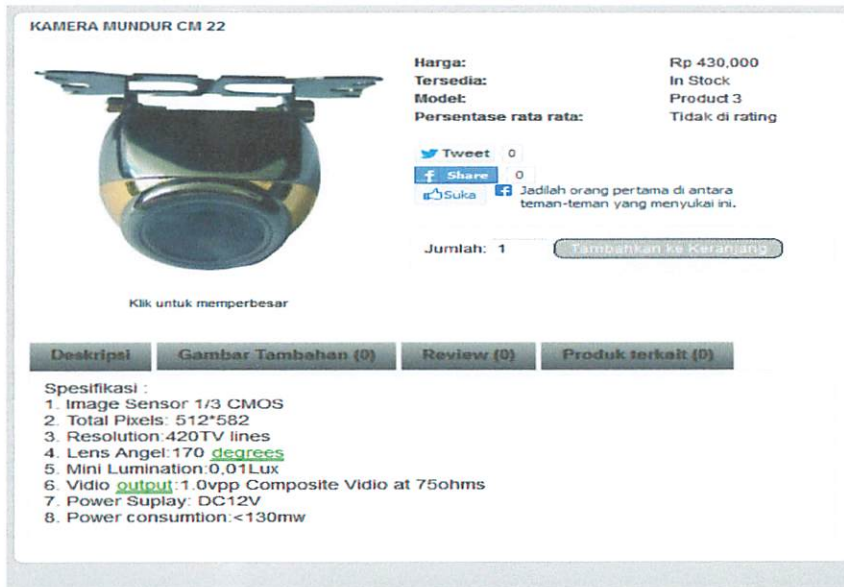 KAMERA MUNDUR CM 22
Harga: Rp 430,000
Tersedia: In Stock
Model: Product 3
Persentase rata rata: Tidak di rating
Tweet 0
f Share 0
Suka Jadilah orang pertama di antara
teman-teman yang menyukai ini.
Jumlah: 1 Tambahkan ke Keranjang
Klik untuk memperbesar
Deskripsi Gambar Tambahan (0) Review (0) Produk terkait (0)
Spesifikasi :
1. Image Sensor 1/3 CMOS
2. Total Pixels: 512*582
3. Resolution:420TV lines
4. Lens Angel:170 degrees
5. Mini Lumination:0,01Lux
6. Vidio output:1.0vpp Composite Vidio at 75ohms
7. Power Suplay: DC12V
8. Power consumtion:<130mw